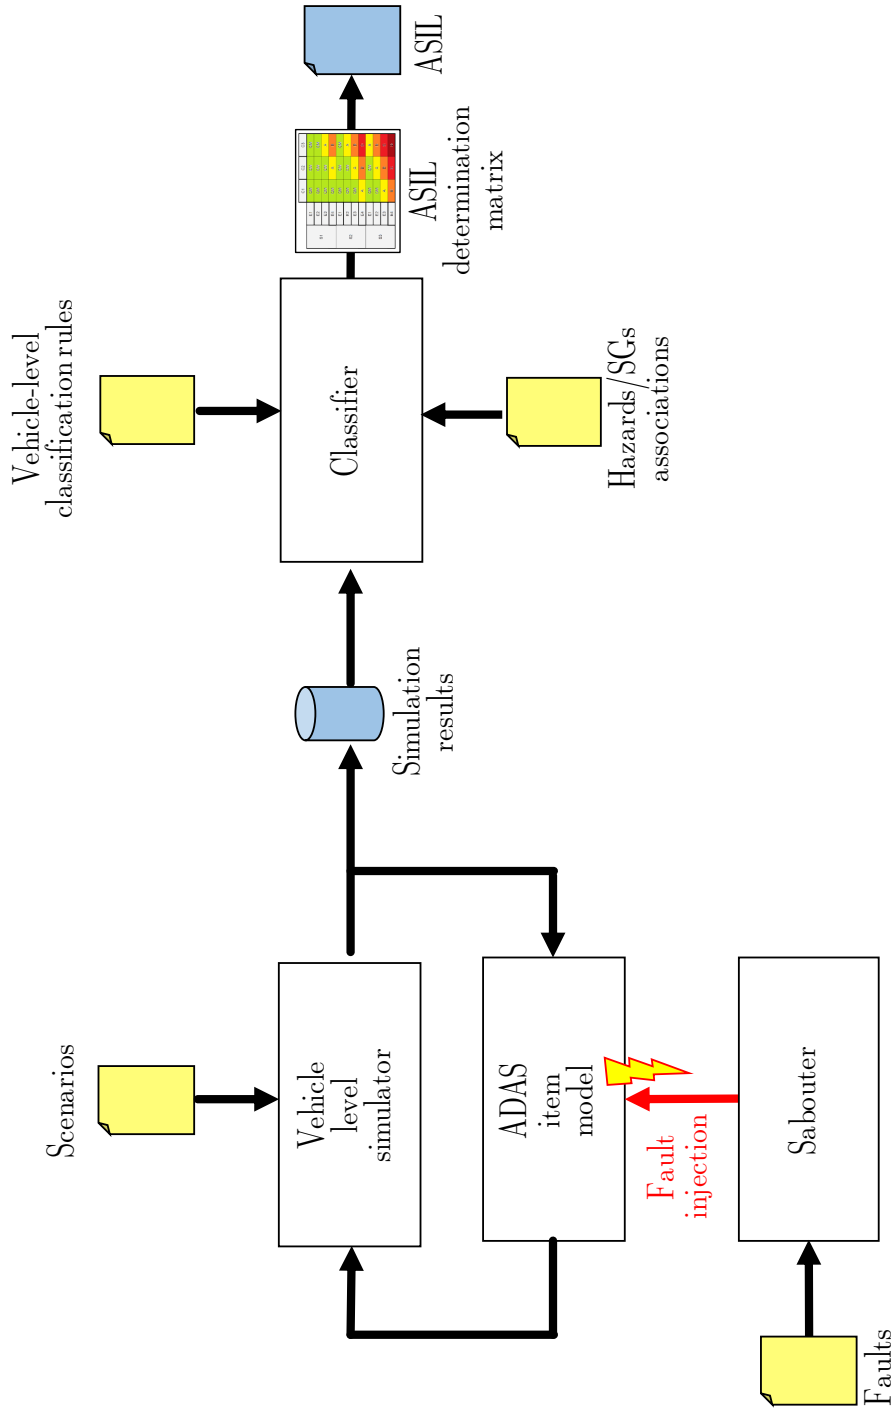 Scenarios
Vehicle
level
simulator
ADAS
item
model
Fault
injection
Sabouter
Faults
Simulation
results
Vehicle-level
classification rules
Classifier
Hazards/SGs
associations
ASIL
determination
matrix
ASIL